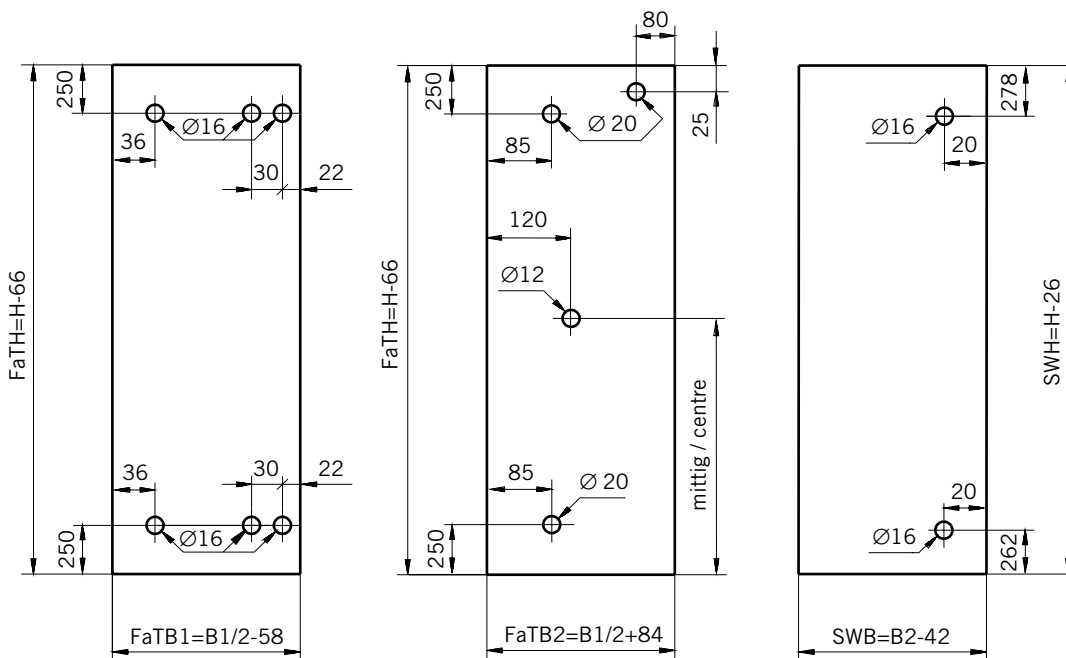 250
36
Ø16
30
22
FaTH=H-66
36
30
22
Ø16
250
FaTB1=B1/2-58
80
250
Ø 20
25
85
120
Ø12
FaTH=H-66
mittig / centre
85
Ø 20
250
FaTB2=B1/2+84
278
Ø16
20
SWH=H-26
20
Ø16
262
SWB=B2-42